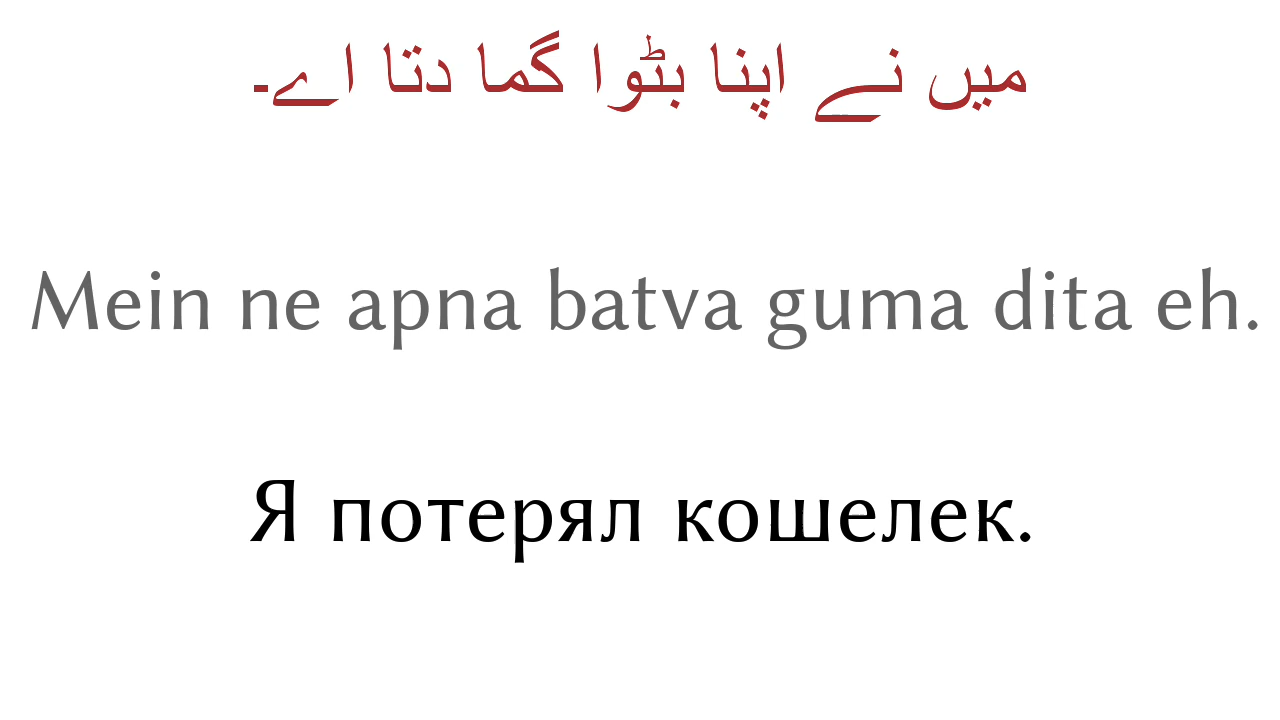 میں نے اپنا بٹوا گما دتا اے۔
Mein ne apna batva guma dita eh.
Я потерял кошелек.